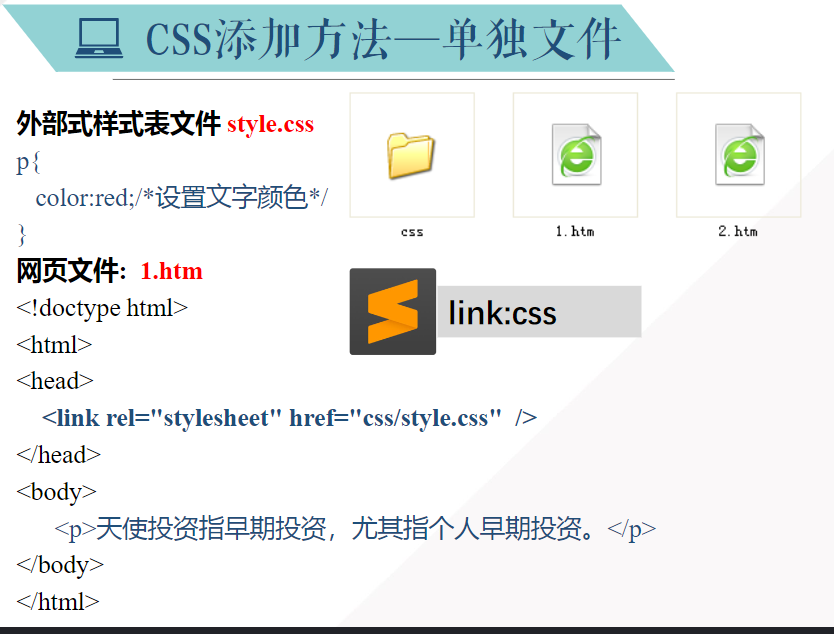 CSS添加方法—单独文件
外部式样式表文件 style.css
p{
color:red;/*设置文字颜色*/
}
css
1.htm
2.htm
网页文件: 1.htm
link:css
<!doctype html>
<html>
<head>
<link rel="stylesheet" href="css/style.css" />
</head>
<body>
<p>天使投资指早期投资，尤其指个人早期投资。</p>
</body>
</html>